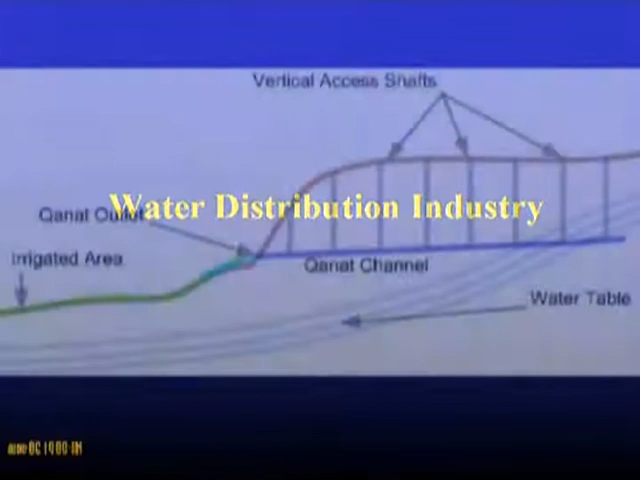 Vertical Access Shafts
Water Distribution Industry
Qanat Outlet
Irrigated Area
Qanat Channel
Water Table